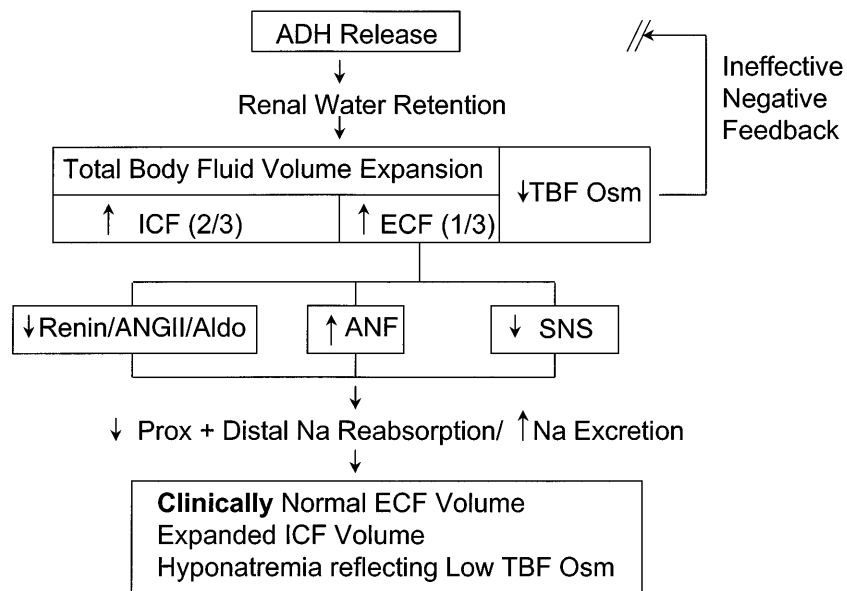 ADH Release
Ineffective
Negative
Feedback
Renal Water Retention
Total Body Fluid Volume Expansion
↓TBF Osm
↑ ICF (2/3)
↑ ECF (1/3)
↓Renin/ANGII/Aldo
↑ANF
↓ SNS
↓ Prox + Distal Na Reabsorption/ ↑Na Excretion
Clinically Normal ECF Volume
Expanded ICF Volume
Hyponatremia reflecting Low TBF Osm